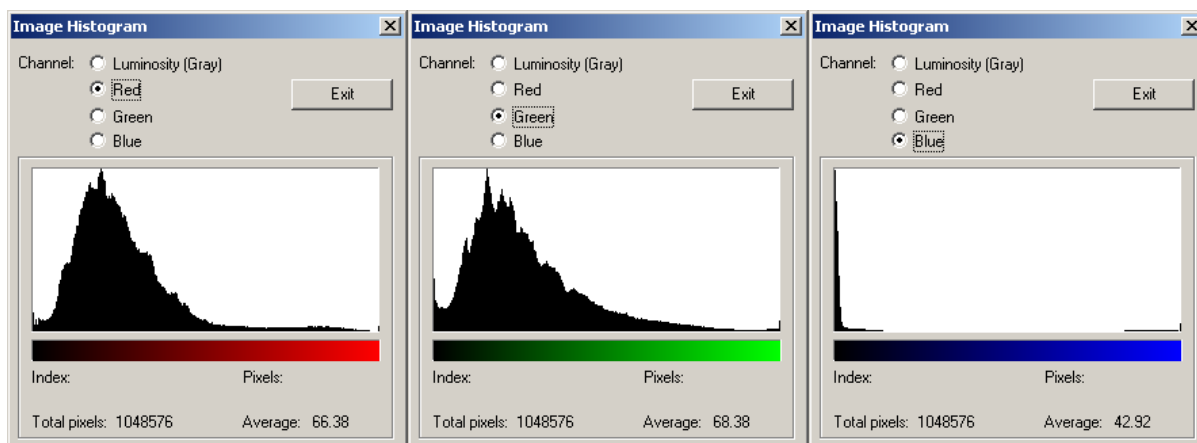 Image Histogram
Channel: Luminosity (Gray)
Red
Exit
Green
Blue
Index: Pixels:
Total pixels: 1048576 Average: 66.38
Image Histogram
Channel: Luminosity (Gray)
Red
Exit
Green
Blue
Index: Pixels:
Total pixels: 1048576 Average: 68.38
Image Histogram
Channel: Luminosity (Gray)
Red
Exit
Green
Blue
Index: Pixels:
Total pixels: 1048576 Average: 42.92